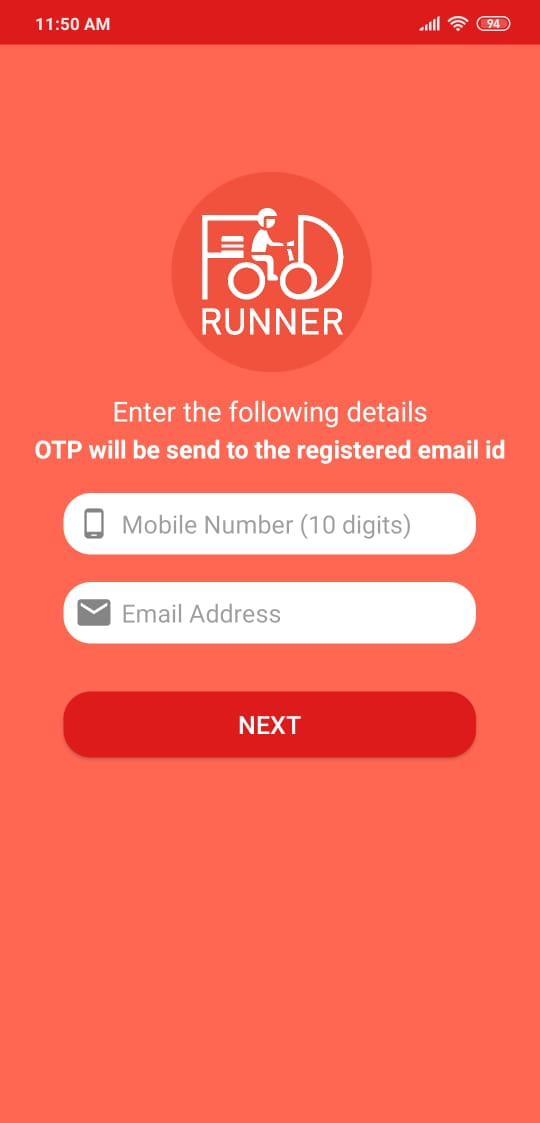 11:50 AM
94
FOOD
RUNNER
Enter the following details
OTP will be send to the registered email id
Mobile Number (10 digits)
Email Address
NEXT